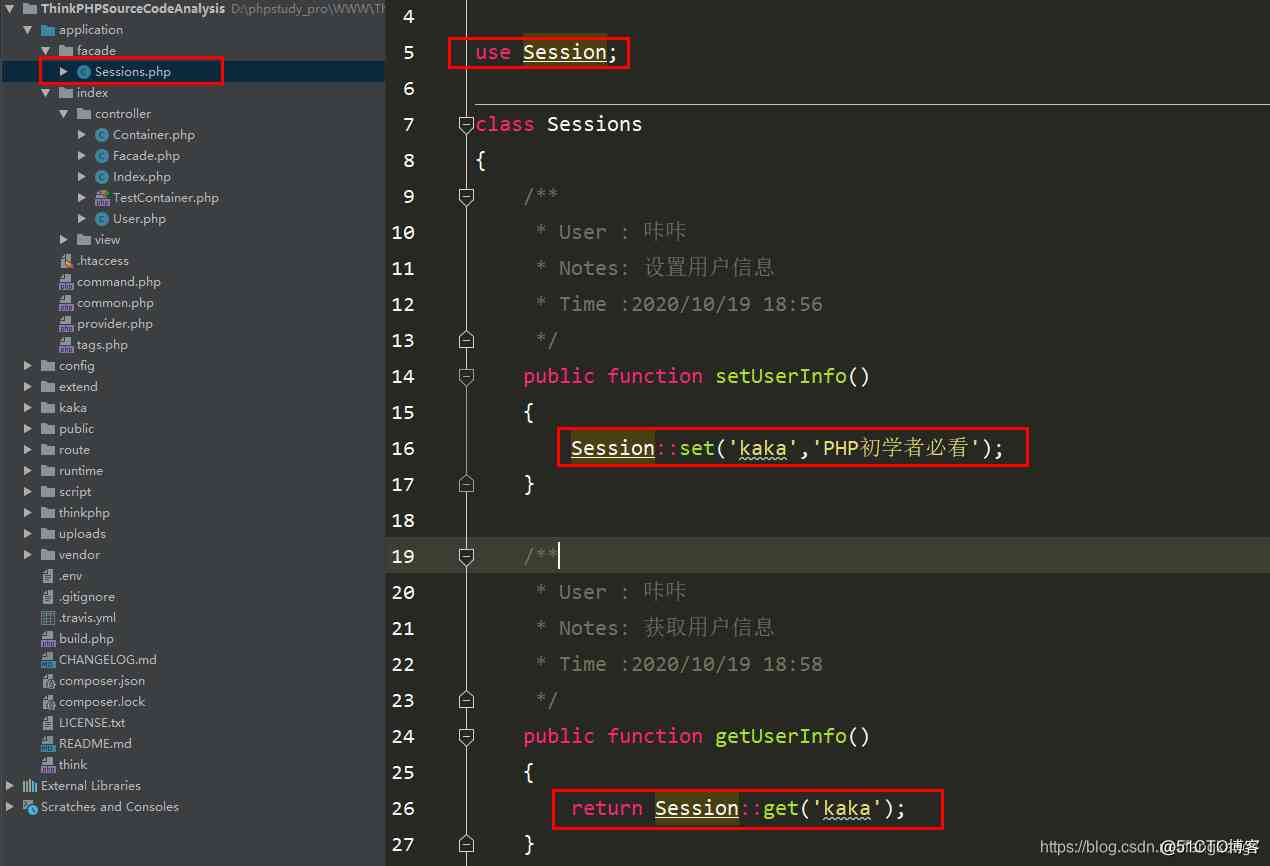 ThinkPHPSourceCodeAnalysis D:\phpstudy_pro\WWW\Th
application
facade
Sessions.php
index
controller
Container.php
Facade.php
Index.php
TestContainer.php
User.php
view
.htaccess
command.php
common.php
provider.php
tags.php
config
extend
kaka
public
route
runtime
script
thinkphp
uploads
vendor
.env
.gitignore
.travis.yml
build.php
CHANGELOG.md
composer.json
composer.lock
LICENSE.txt
README.md
think
External Libraries
Scratches and Consoles
4
5 use Session;
6
7 class Sessions
8 {
9 /**
10 * User : 咔咔
11 * Notes: 设置用户信息
12 * Time :2020/10/19 18:56
13 */
14 public function setUserInfo()
15 {
16 Session::set('kaka','PHP初学者必看');
17 }
18
19 /**
20 * User : 咔咔
21 * Notes: 获取用户信息
22 * Time :2020/10/19 18:58
23 */
24 public function getUserInfo()
25 {
26 return Session::get('kaka');
27 }
https://blog.csdn.n
@51CTO博客